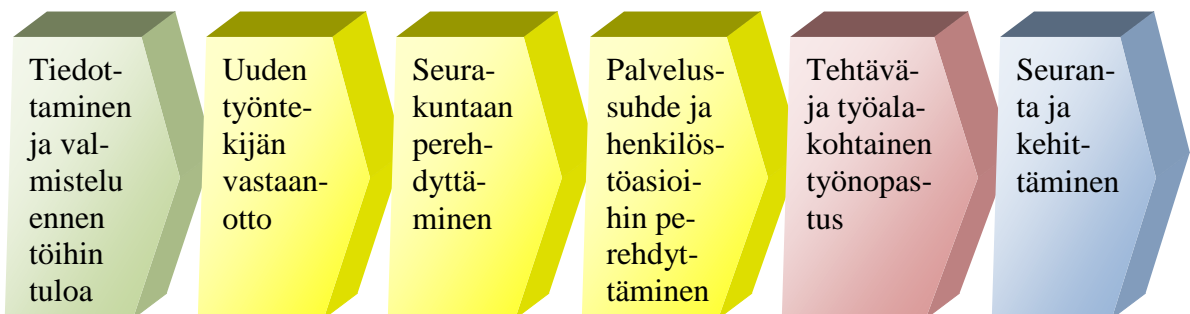 Tiedot-
taminen
ja val-
mistelu
ennen
töihin
tuloa
Uuden
työnte-
kijän
vastaan-
otto
Seura-
kuntaan
pereh-
dyttä-
minen
Palvelus-
suhde ja
henkilös-
töasioi-
hin pe-
rehdyt-
täminen
Tehtävä-
ja työala-
kohtainen
työnopas-
tus
Seuran-
ta ja
kehit-
täminen